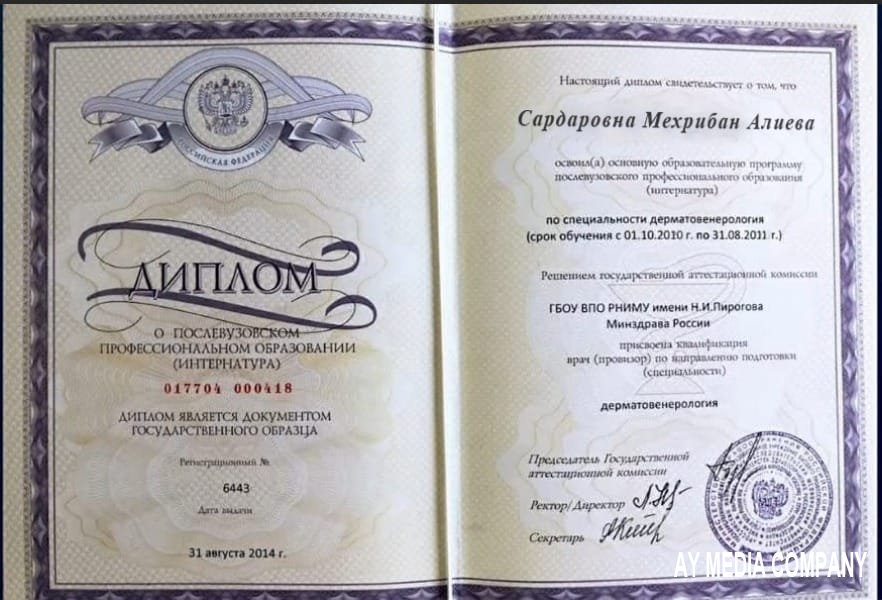 РОССИЙСКАЯ ФЕДЕРАЦИЯ
ДИПЛОМ
О ПОСЛЕВУЗОВСКОМ
ПРОФЕССИОНАЛЬНОМ ОБРАЗОВАНИИ
(ИНТЕРНАТУРА)
017704 000418
ДИПЛОМ ЯВЛЯЕТСЯ ДОКУМЕНТОМ
ГОСУДАРСТВЕННОГО ОБРАЗЦА
Регистрационный №
6443
Дата выдачи
31 августа 2014 г.
Настоящий диплом свидетельствует о том, что
Сардаровна Мехрибан Алиева
освоил(а) основную образовательную программу
послевузовского профессионального образования
(интернатура)
по специальности дерматовенерология
(срок обучения с 01.10.2010 г. по 31.08.2011 г.)
Решением государственной аттестационной комиссии
ГБОУ ВПО РНИМУ имени Н.И.Пирогова
Минздрава России
присвоена квалификация
врач (провизор) по направлению подготовки
(специальности)
дерматовенерология
Председатель Государственной
аттестационной комиссии
Ректор/Директор
Секретарь
AY MEDIA COMPANY